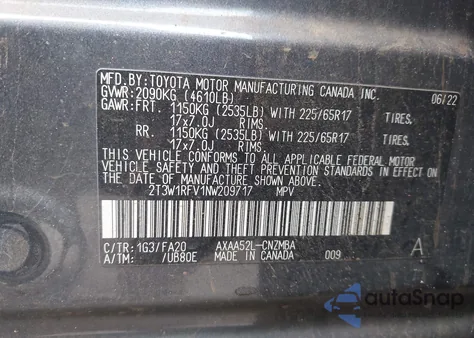 MFD.BY:TOYOTA MOTOR MANUFACTURING CANADA INC.
GVWR:2090KG (4610LB) 06/22
GAWR:FRT. 1150KG (2535LB) WITH 225/65R17 TIRES.
17x7.0J RIMS.
RR. 1150KG (2535LB) WITH 225/65R17 TIRES.
17x7.0J RIMS.
THIS VEHICLE CONFORMS TO ALL APPLICABLE FEDERAL MOTOR
VEHICLE SAFETY AND THEFT PREVENTION STANDARDS IN EFFECT
ON THE DATE OF MANUFACTURE SHOWN ABOVE.
2T3W1RFV1NW209717 MPV
C/TR: 1G3/FA20 AXAA52L-CNZMBA A
A/TM: /UB80E MADE IN CANADA 009
autoSnap